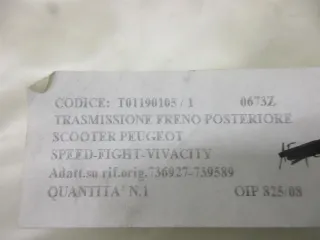 CODICE: T01190105 / 1 0673Z
TRASMISSIONE FRENO POSTERIORE
SCOOTER PEUGEOT
SPEED-FIGHT-VIVACITY
Adatt.su rif.orig.736927-739589
QUANTITA' N.1 OIP 825/08